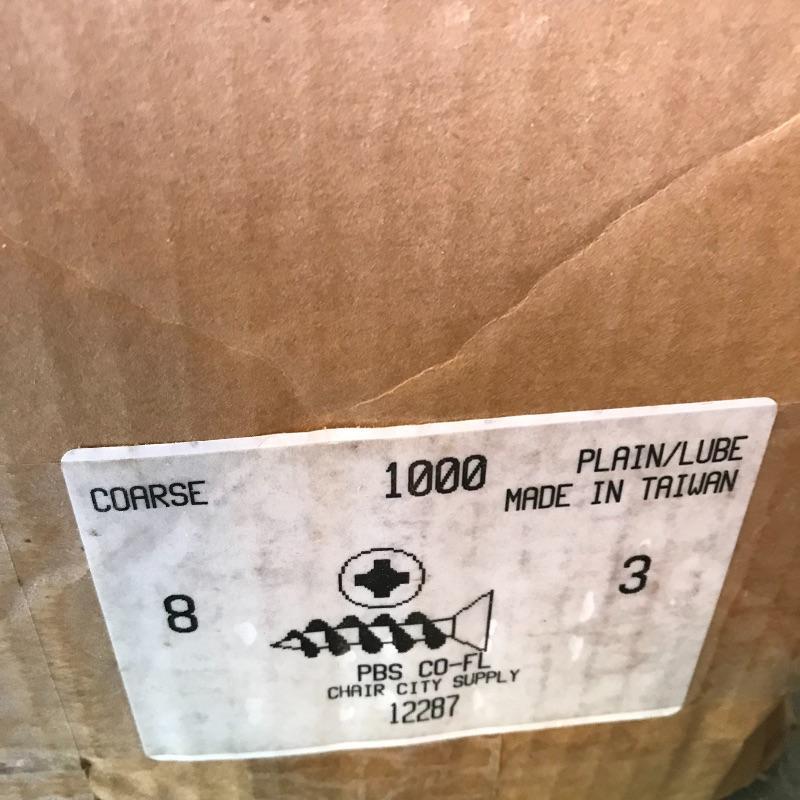 COARSE
1000
PLAIN/LUBE
MADE IN TAIWAN
8
3
PBS CO-FL
CHAIR CITY SUPPLY
12287